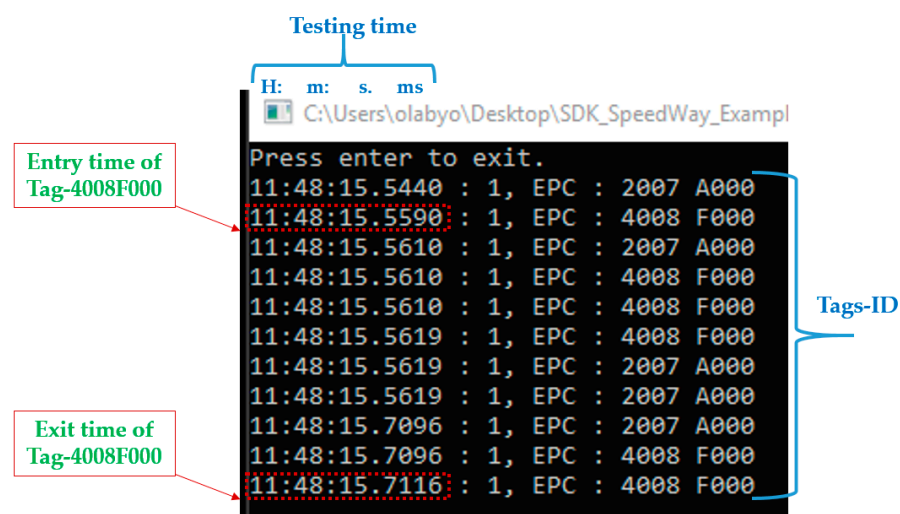 Testing time
H: m: s. ms
C:\Users\olabyo\Desktop\SDK_SpeedWay_Exampl
Press enter to exit.
11:48:15.5440 : 1, EPC : 2007 A000
11:48:15.5590 : 1, EPC : 4008 F000
11:48:15.5610 : 1, EPC : 2007 A000
11:48:15.5610 : 1, EPC : 4008 F000
11:48:15.5610 : 1, EPC : 4008 F000
11:48:15.5619 : 1, EPC : 4008 F000
11:48:15.5619 : 1, EPC : 2007 A000
11:48:15.5619 : 1, EPC : 2007 A000
11:48:15.7096 : 1, EPC : 2007 A000
11:48:15.7096 : 1, EPC : 4008 F000
11:48:15.7116 : 1, EPC : 4008 F000
Entry time of
Tag-4008F000
Exit time of
Tag-4008F000
Tags-ID